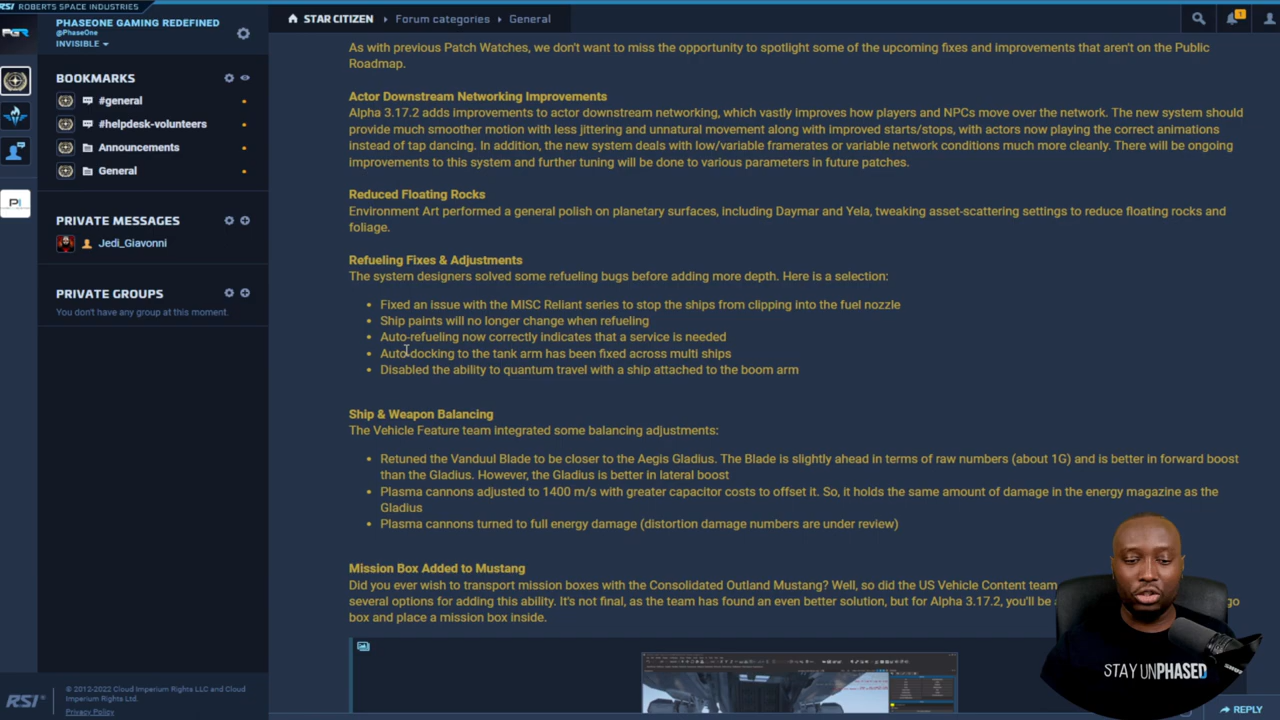 RSI ROBERTS SPACE INDUSTRIES
PGR
PHASEONE GAMING REDEFINED
@PhaseOne
INVISIBLE
STAR CITIZEN
Forum categories
General
1
BOOKMARKS
#general
#helpdesk-volunteers
Announcements
General
PRIVATE MESSAGES
Jedi_Giavonni
PRIVATE GROUPS
You don't have any group at this moment.
As with previous Patch Watches, we don't want to miss the opportunity to spotlight some of the upcoming fixes and improvements that aren't on the Public
Roadmap.
Actor Downstream Networking Improvements
Alpha 3.17.2 adds improvements to actor downstream networking, which vastly improves how players and NPCs move over the network. The new system should
provide much smoother motion with less jittering and unnatural movement along with improved starts/stops, with actors now playing the correct animations
instead of tap dancing. In addition, the new system deals with low/variable framerates or variable network conditions much more cleanly. There will be ongoing
improvements to this system and further tuning will be done to various parameters in future patches.
Reduced Floating Rocks
Environment Art performed a general polish on planetary surfaces, including Daymar and Yela, tweaking asset-scattering settings to reduce floating rocks and
foliage.
Refueling Fixes & Adjustments
The system designers solved some refueling bugs before adding more depth. Here is a selection:
Fixed an issue with the MISC Reliant series to stop the ships from clipping into the fuel nozzle
Ship paints will no longer change when refueling
Auto-refueling now correctly indicates that a service is needed
Auto-docking to the tank arm has been fixed across multi ships
Disabled the ability to quantum travel with a ship attached to the boom arm
Ship & Weapon Balancing
The Vehicle Feature team integrated some balancing adjustments:
Retuned the Vanduul Blade to be closer to the Aegis Gladius. The Blade is slightly ahead in terms of raw numbers (about 1G) and is better in forward boost
than the Gladius. However, the Gladius is better in lateral boost
Plasma cannons adjusted to 1400 m/s with greater capacitor costs to offset it. So, it holds the same amount of damage in the energy magazine as the
Gladius
Plasma cannons turned to full energy damage (distortion damage numbers are under review)
Mission Box Added to Mustang
Did you ever wish to transport mission boxes with the Consolidated Outland Mustang? Well, so did the US Vehicle Content team
several options for adding this ability. It's not final, as the team has found an even better solution, but for Alpha 3.17.2, you'll be a go
box and place a mission box inside.
STAY UNPHASED
RSI
© 2012-2022 Cloud Imperium Rights LLC and Cloud
Imperium Rights Ltd.
Privacy Policy
REPLY